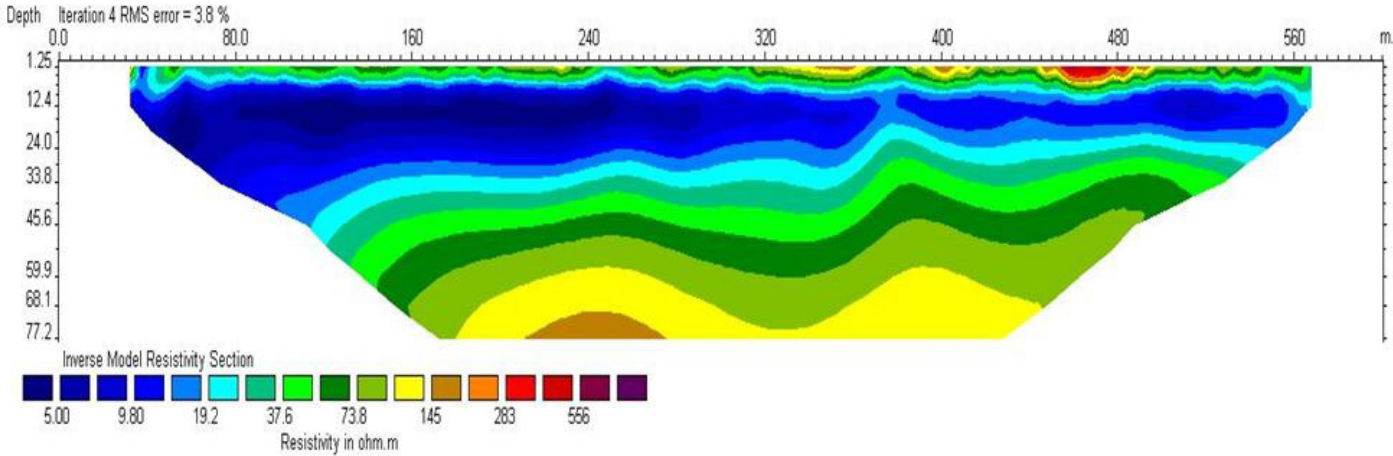 Depth Iteration 4 RMS error = 3.8 %
0.0 80.0 160 240 320 400 480 560 m.
1.25
12.4
24.0
33.8
45.6
59.9
68.1
77.2
Inverse Model Resistivity Section
5.00 9.80 19.2 37.6 73.8 145 283 556
Resistivity in ohm.m